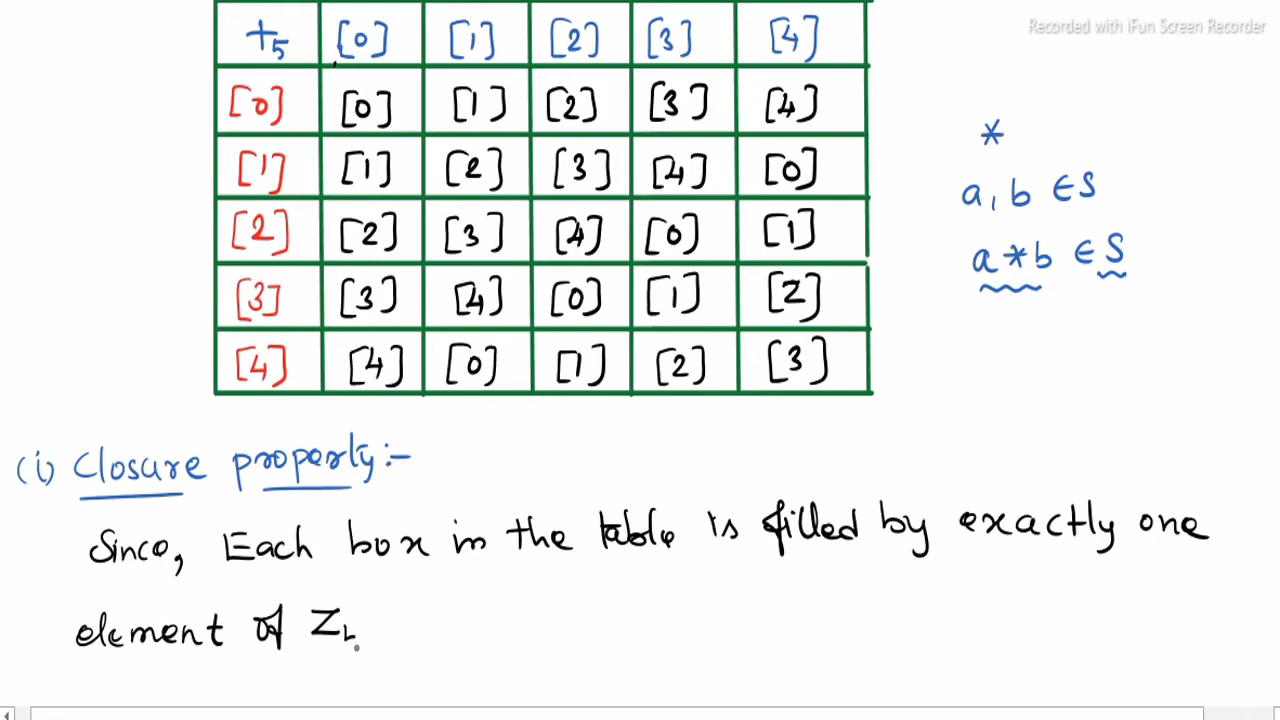 Recorded with iFun Screen Recorder
+5 [0] [1] [2] [3] [4]
[0] [0] [1] [2] [3] [4]
[1] [1] [2] [3] [4] [0]
[2] [2] [3] [4] [0] [1]
[3] [3] [4] [0] [1] [2]
[4] [4] [0] [1] [2] [3]
*
a, b ∈ S
a * b ∈ S
(i) Closure property:-
Since, Each box in the table is filled by exactly one
element of Z